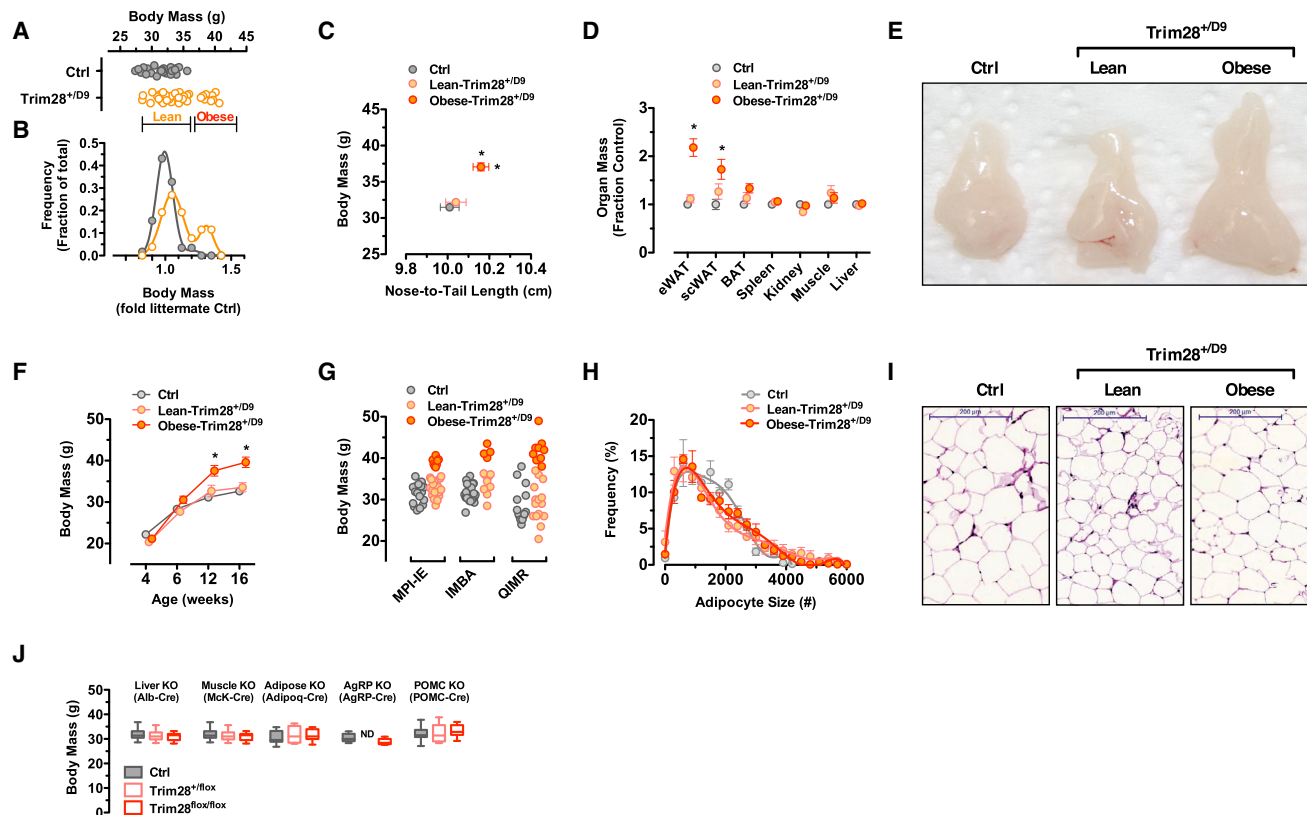 A
Body Mass (g)
25 30 35 40 45
Ctrl
Trim28+/D9
Lean Obese
B
Frequency
(Fraction of total)
0.5
0.4
0.3
0.2
0.1
0.0
1.0 1.5
Body Mass
(fold littermate Ctrl)
C
Ctrl
Lean-Trim28+/D9
Obese-Trim28+/D9
Body Mass (g)
45
40
35
30
25
* *
9.8 10.0 10.2 10.4
Nose-to-Tail Length (cm)
D
Ctrl
Lean-Trim28+/D9
Obese-Trim28+/D9
Organ Mass
(Fraction Control)
3
2
1
0
* *
eWAT scWAT BAT Spleen Kidney Muscle Liver
E
Trim28+/D9
Ctrl Lean Obese
F
Ctrl
Lean-Trim28+/D9
Obese-Trim28+/D9
Body Mass (g)
50
40
30
20
* *
4 6 12 16
Age (weeks)
G
Ctrl
Lean-Trim28+/D9
Obese-Trim28+/D9
Body Mass (g)
50
40
30
20
MPI-IE IMBA QIMR
H
Ctrl
Lean-Trim28+/D9
Obese-Trim28+/D9
Frequency (%)
20
15
10
5
0
0 2000 4000 6000
Adipocyte Size (#)
I
Trim28+/D9
Ctrl Lean Obese
200 µm 200 µm 200 µm
J
Liver KO Muscle KO Adipose KO AgRP KO POMC KO
(Alb-Cre) (McK-Cre) (Adipoq-Cre) (AgRP-Cre) (POMC-Cre)
Body Mass (g)
50
40
30
20
10
0
ND
Ctrl
Trim28+/flox
Trim28flox/flox